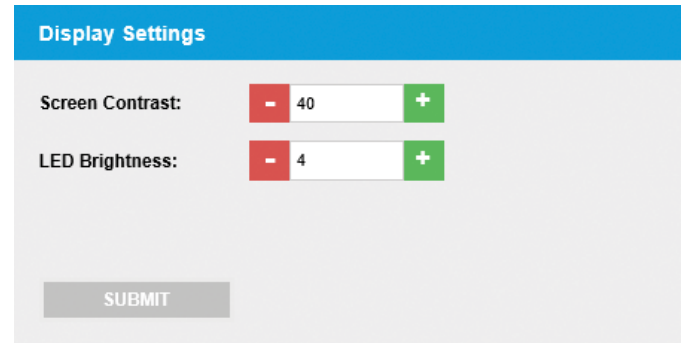 Display Settings
Screen Contrast: - 40 +
LED Brightness: - 4 +
SUBMIT